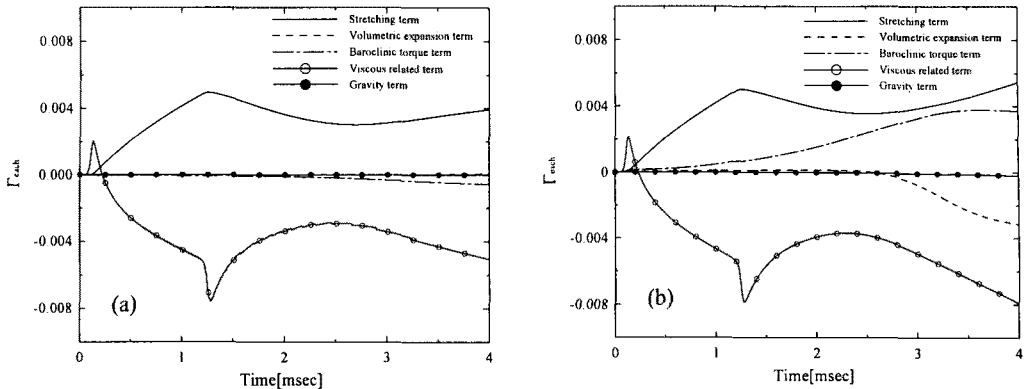 0.008
0.004
0.000
-0.004
-0.008
Γeach
Stretching term
Volumetric expansion term
Baroclinic torque term
Viscous related term
Gravity term
(a)
0 1 2 3 4
Time[msec]
0.008
0.004
0
-0.004
-0.008
Γeach
Stretching term
Volumetric expansion term
Baroclinic torque term
Viscous related term
Gravity term
(b)
0 1 2 3 4
Time[msec]